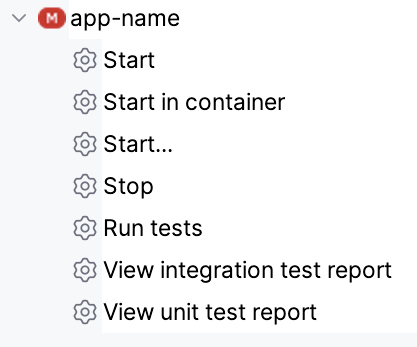 M app-name
Start
Start in container
Start...
Stop
Run tests
View integration test report
View unit test report